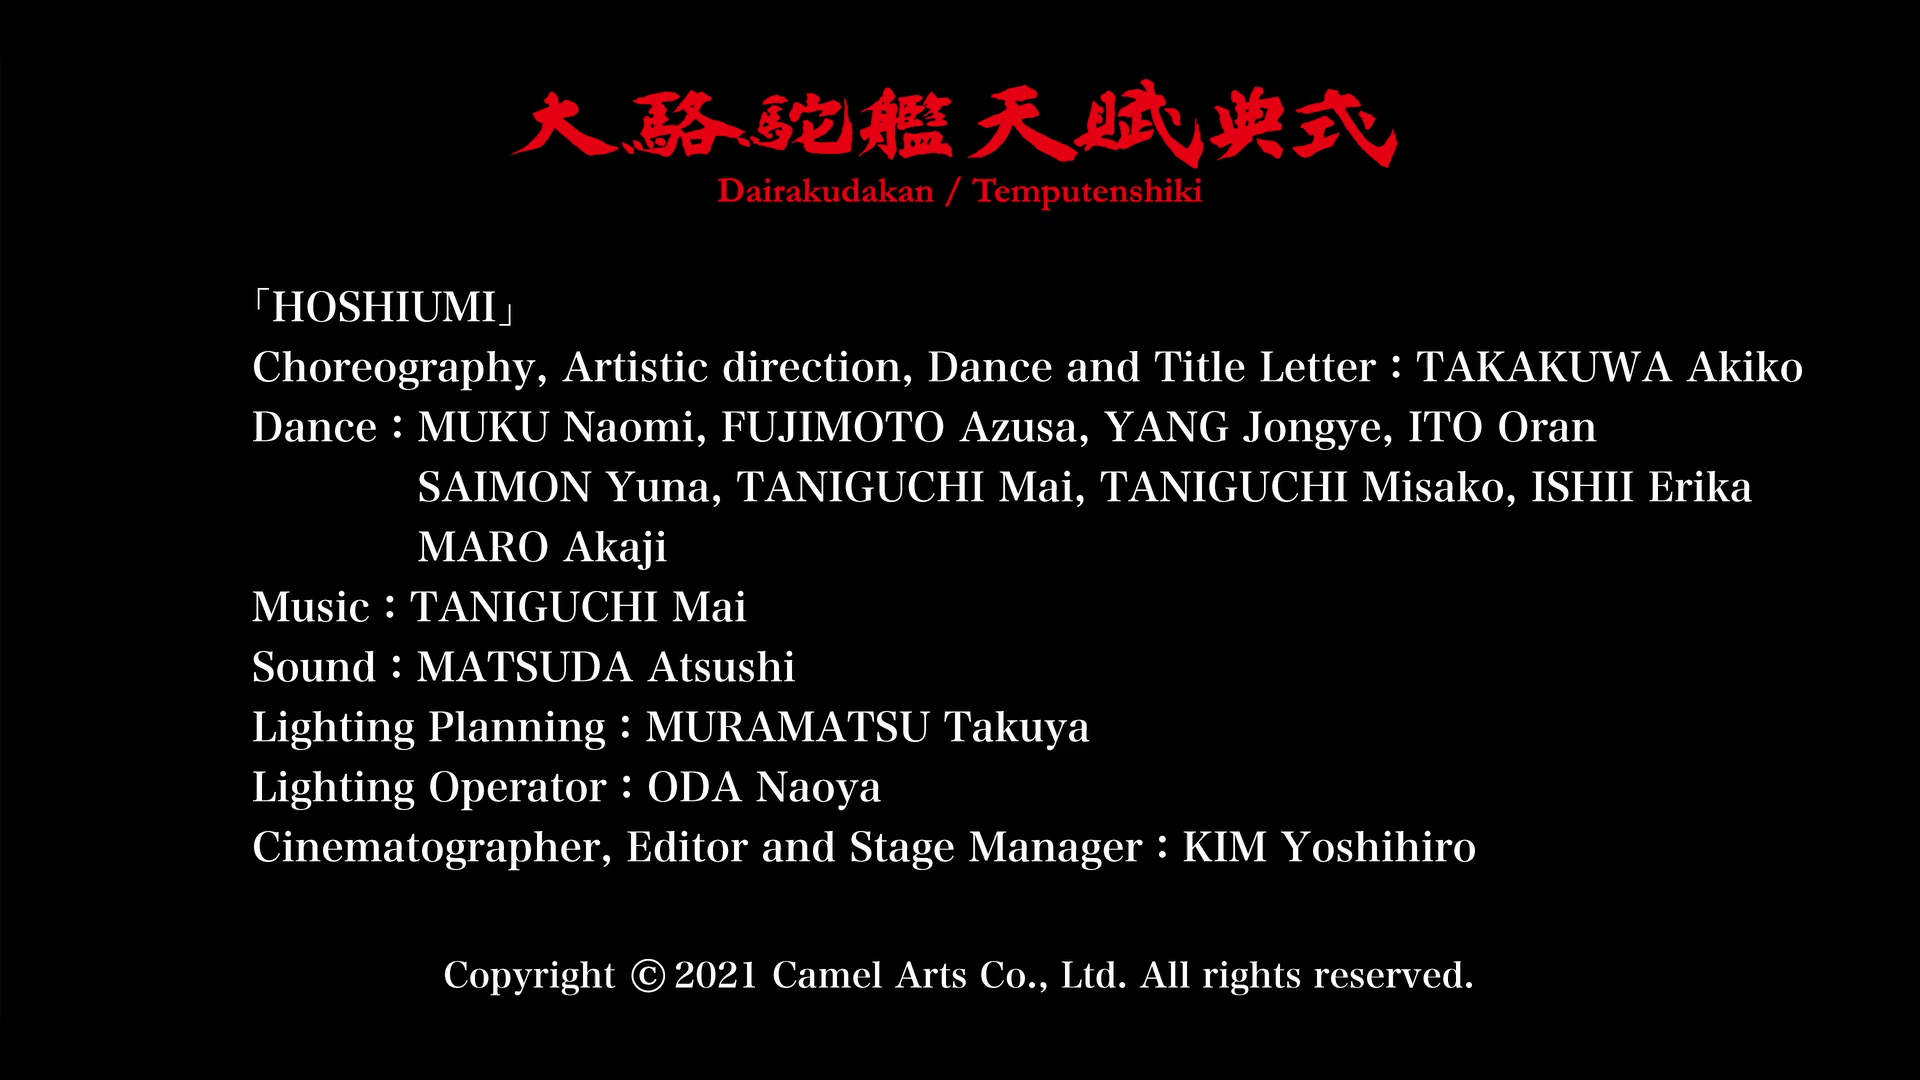 大駱駝艦天賦典式
Dairakudakan / Temputenshiki
「HOSHIUMI」
Choreography, Artistic direction, Dance and Title Letter：TAKAKUWA Akiko
Dance：MUKU Naomi, FUJIMOTO Azusa, YANG Jongye, ITO Oran
SAIMON Yuna, TANIGUCHI Mai, TANIGUCHI Misako, ISHII Erika
MARO Akaji
Music：TANIGUCHI Mai
Sound：MATSUDA Atsushi
Lighting Planning：MURAMATSU Takuya
Lighting Operator：ODA Naoya
Cinematographer, Editor and Stage Manager：KIM Yoshihiro
Copyright ©2021 Camel Arts Co., Ltd. All rights reserved.